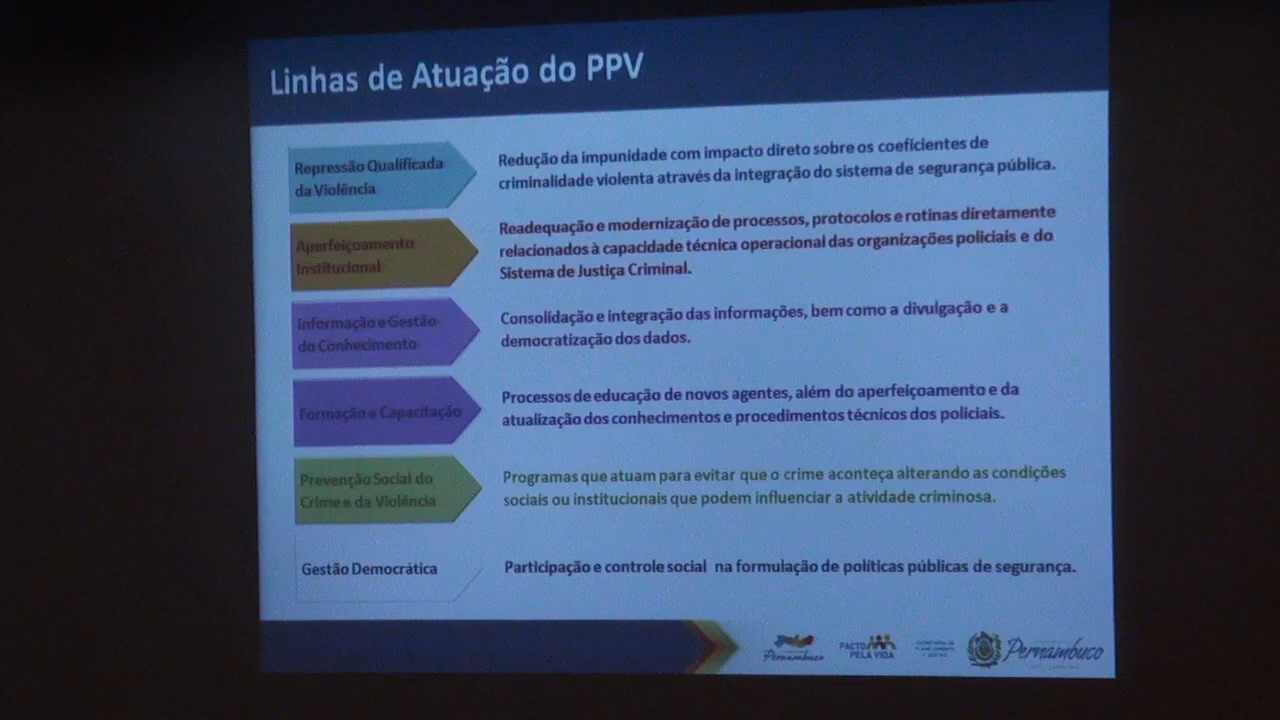 Linhas de Atuação do PPV
Repressão Qualificada
da Violência
Redução da impunidade com impacto direto sobre os coeficientes de
criminalidade violenta através da integração do sistema de segurança pública.
Aperfeiçoamento
Institucional
Readequação e modernização de processos, protocolos e rotinas diretamente
relacionados à capacidade técnica operacional das organizações policiais e do
Sistema de Justiça Criminal.
Informação e Gestão
do Conhecimento
Consolidação e integração das informações, bem como a divulgação e a
democratização dos dados.
Formação e Capacitação
Processos de educação de novos agentes, além do aperfeiçoamento e da
atualização dos conhecimentos e procedimentos técnicos dos policiais.
Prevenção Social do
Crime e da Violência
Programas que atuam para evitar que o crime aconteça alterando as condições
sociais ou institucionais que podem influenciar a atividade criminosa.
Gestão Democrática
Participação e controle social na formulação de políticas públicas de segurança.
Pernambuco
PACTO
PELA VIDA
SECRETARIA DE
PLANEJAMENTO
E GESTÃO
Pernambuco